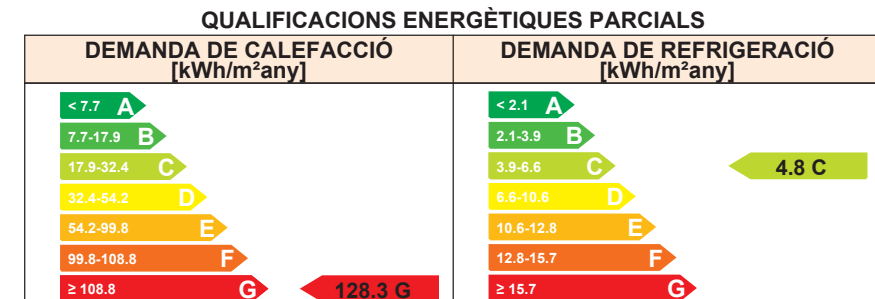 QUALIFICACIONS ENERGÈTIQUES PARCIALS
DEMANDA DE CALEFACCIÓ
[kWh/m²any]
< 7.7 A
7.7-17.9 B
17.9-32.4 C
32.4-54.2 D
54.2-99.8 E
99.8-108.8 F
≥ 108.8 G
128.3 G
DEMANDA DE REFRIGERACIÓ
[kWh/m²any]
< 2.1 A
2.1-3.9 B
3.9-6.6 C
4.8 C
6.6-10.6 D
10.6-12.8 E
12.8-15.7 F
≥ 15.7 G